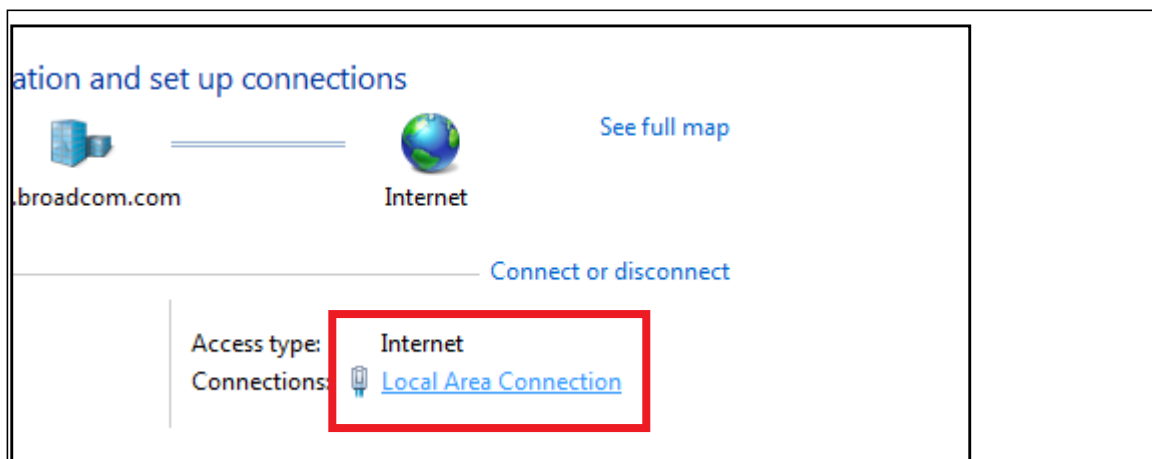 ation and set up connections
See full map
.broadcom.com
Internet
Connect or disconnect
Access type: Internet
Connections: Local Area Connection